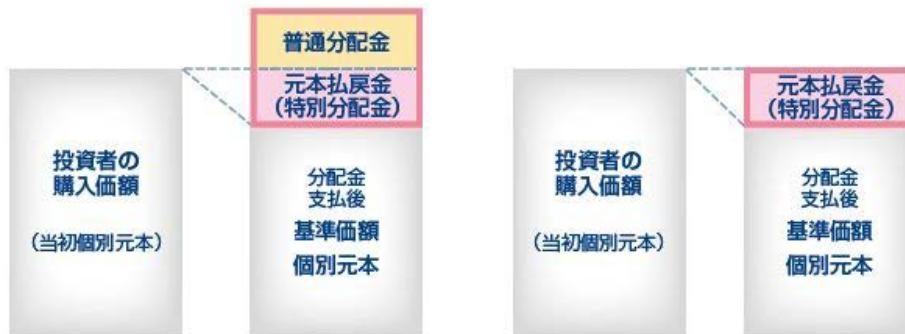 普通分配金
元本払戻金
（特別分配金）
投資者の
購入価額
（当初個別元本）
分配金
支払後
基準価額
個別元本
元本払戻金
（特別分配金）
投資者の
購入価額
（当初個別元本）
分配金
支払後
基準価額
個別元本